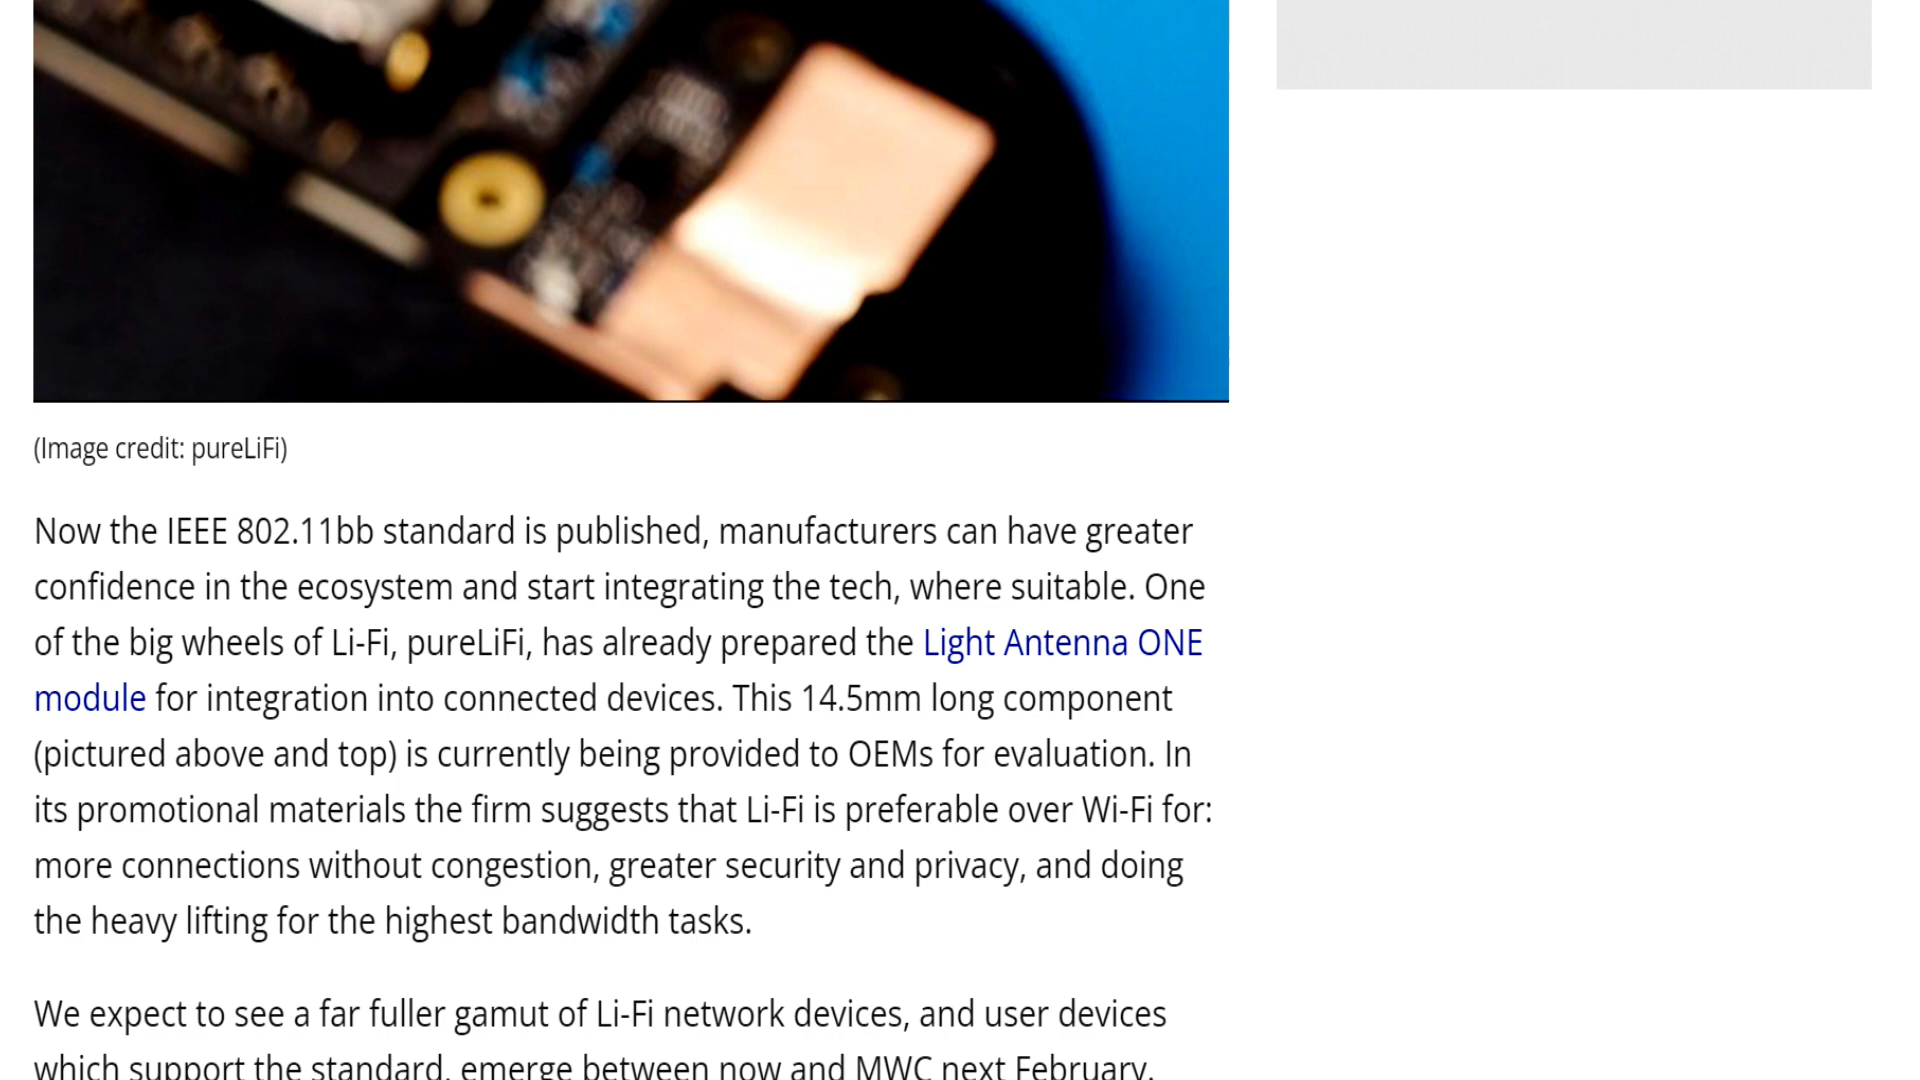 (Image credit: pureLiFi)
Now the IEEE 802.11bb standard is published, manufacturers can have greater
confidence in the ecosystem and start integrating the tech, where suitable. One
of the big wheels of Li-Fi, pureLiFi, has already prepared the Light Antenna ONE
module for integration into connected devices. This 14.5mm long component
(pictured above and top) is currently being provided to OEMs for evaluation. In
its promotional materials the firm suggests that Li-Fi is preferable over Wi-Fi for:
more connections without congestion, greater security and privacy, and doing
the heavy lifting for the highest bandwidth tasks.
We expect to see a far fuller gamut of Li-Fi network devices, and user devices
which support the standard, emerge between now and MWC next February.